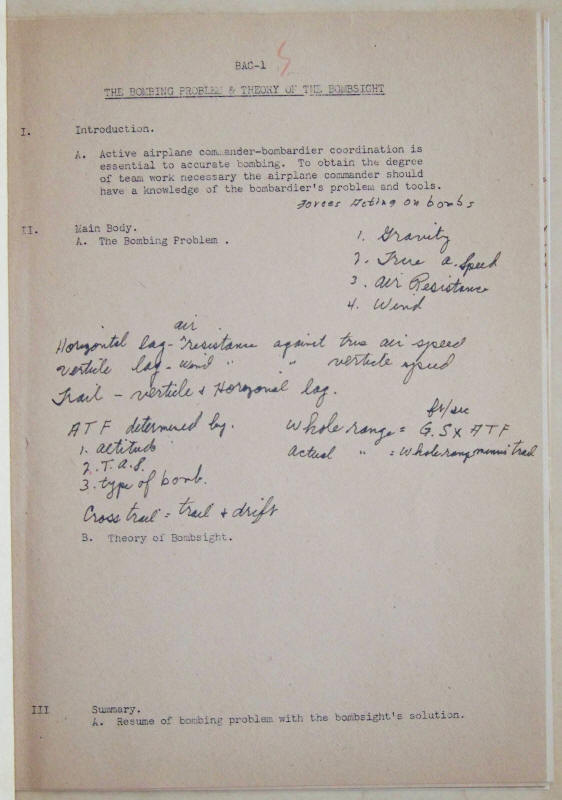 BAC-1 5
THE BOMBING PROBLEM & THEORY OF THE BOMBSIGHT
I. Introduction.
A. Active airplane commander-bombardier coordination is
essential to accurate bombing. To obtain the degree
of team work necessary the airplane commander should
have a knowledge of the bombardier's problem and tools.
Forces Acting on bombs
II. Main Body.
A. The Bombing Problem.
1. Gravity
2. True a. Speed
3. Air Resistance
4. Wind
air
Horizontal lag - resistance against true air speed
Verticle lag - wind " " verticle speed
Trail - verticle & Horizonal lag.
ATF determined by.
1. altitude
2. T.A.S.
3. type of bomb.
ft/sec
Whole range = G.S x ATF
Actual " = whole range minus trail
Cross trail = trail & drift
B. Theory of Bombsight.
III Summary.
A. Resume of bombing problem with the bombsight's solution.